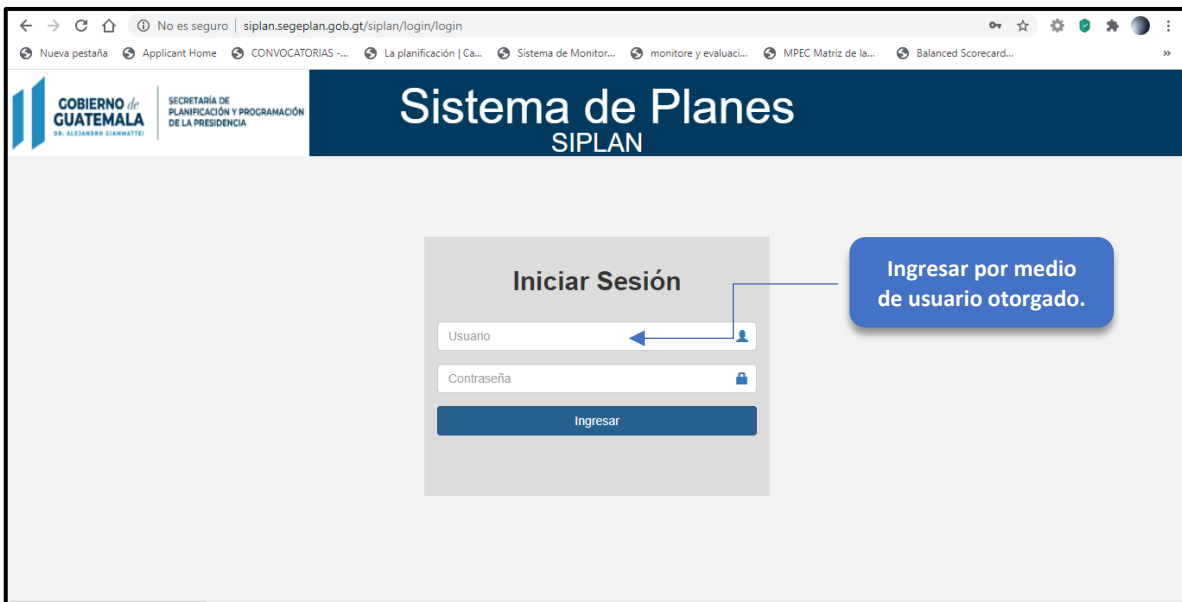 No es seguro | siplan.segeplan.gob.gt/siplan/login/login
Nueva pestaña Applicant Home CONVOCATORIAS -... La planificación | Ca... Sistema de Monitor... monitore y evaluaci... MPEC Matriz de la... Balanced Scorecard... »
GOBIERNO de
GUATEMALA
DR. ALEJANDRO GIAMMATTEI
SECRETARÍA DE
PLANIFICACIÓN Y PROGRAMACIÓN
DE LA PRESIDENCIA
Sistema de Planes
SIPLAN
Iniciar Sesión
Usuario
Contraseña
Ingresar
Ingresar por medio
de usuario otorgado.